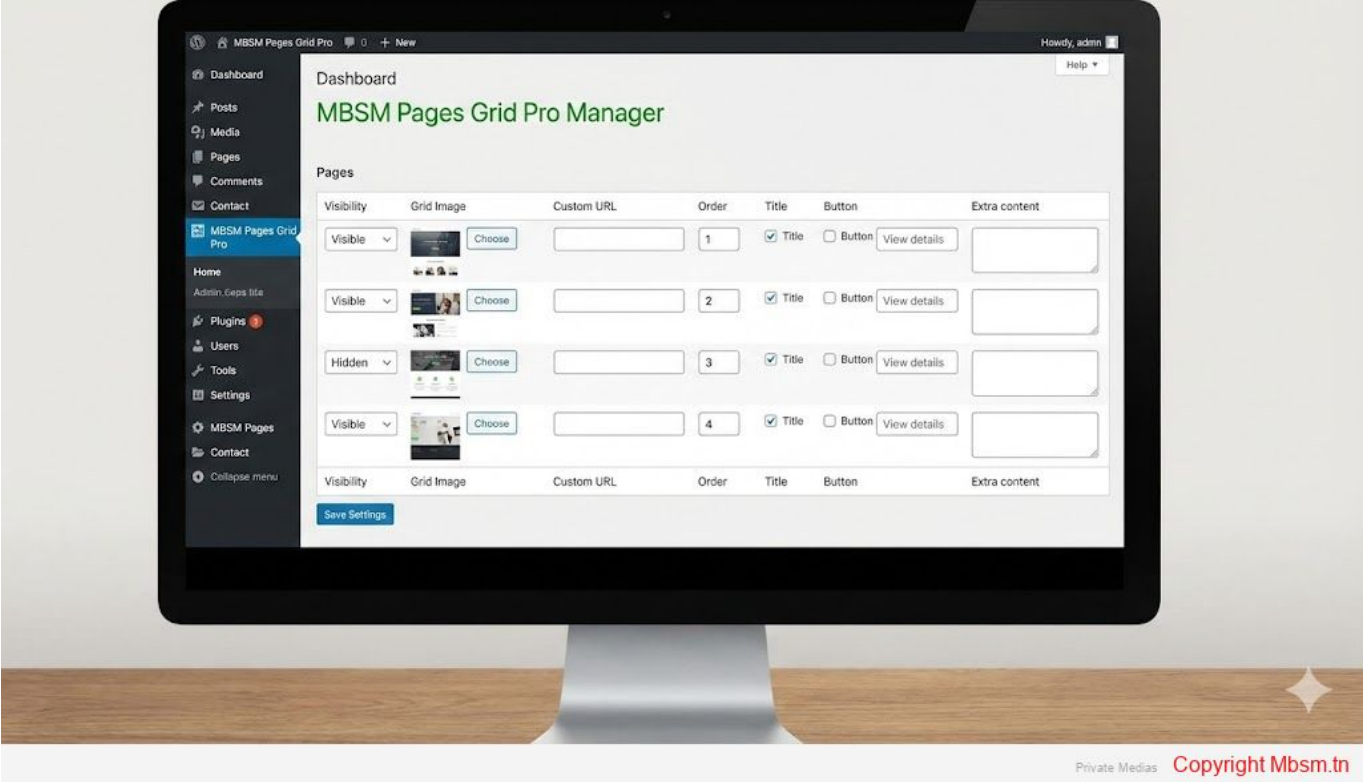 MBSM Peges Grid Pro 0 + New Howdy, admn
Help
Dashboard
Posts
Media
Pages
Comments
Contact
MBSM Pages Grid
Pro
Home
Plugins 3
Users
Tools
Settings
MBSM Pages
Contact
Collapse menu
Dashboard
MBSM Pages Grid Pro Manager
Pages
Visibility Grid Image Custom URL Order Title Button Extra content
Visible Choose 1 Title Button View details
Visible Choose 2 Title Button View details
Hidden Choose 3 Title Button View details
Visible Choose 4 Title Button View details
Visibility Grid Image Custom URL Order Title Button Extra content
Save Settings
Private Medias Copyright Mbsm.tn